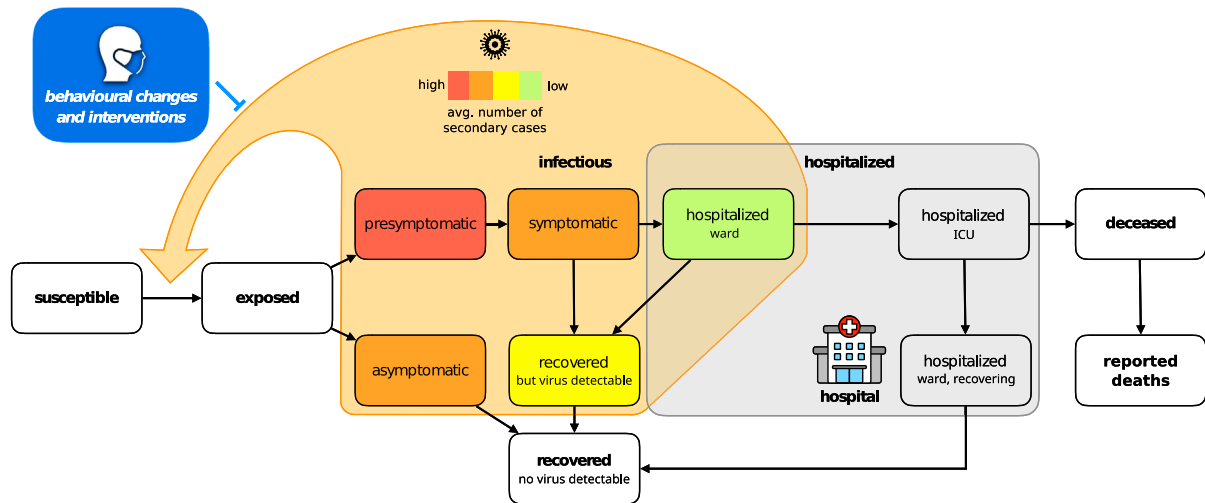 behavioural changes
and interventions
high
low
avg. number of
secondary cases
infectious
hospitalized
presymptomatic
symptomatic
hospitalized
ward
hospitalized
ICU
deceased
susceptible
exposed
asymptomatic
recovered
but virus detectable
hospital
hospitalized
ward, recovering
reported
deaths
recovered
no virus detectable